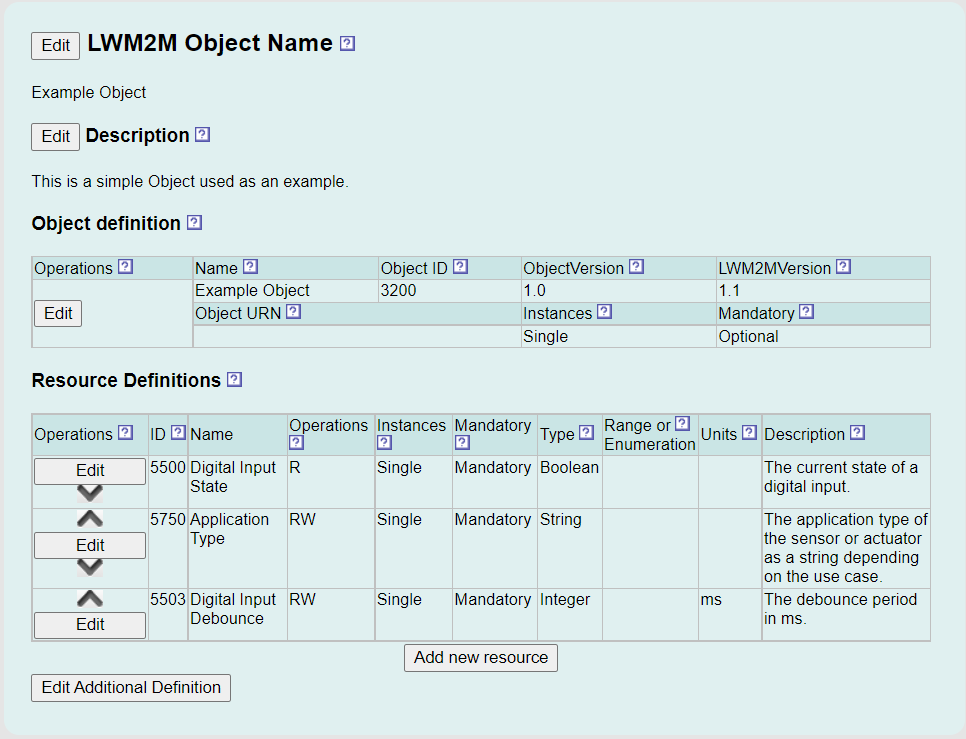 Edit LWM2M Object Name ?
Example Object
Edit Description ?
This is a simple Object used as an example.
Object definition ?
Operations ? Name ? Object ID ? ObjectVersion ? LWM2MVersion ?
Example Object 3200 1.0 1.1
Edit Object URN ? Instances ? Mandatory ?
Single Optional
Resource Definitions ?
Operations ? ID ? Name Operations ? Instances ? Mandatory ? Type ? Range or ? Enumeration Units ? Description ?
Edit 5500 Digital Input State R Single Mandatory Boolean The current state of a digital input.
Edit 5750 Application Type RW Single Mandatory String The application type of the sensor or actuator as a string depending on the use case.
Edit 5503 Digital Input Debounce RW Single Mandatory Integer ms The debounce period in ms.
Add new resource
Edit Additional Definition